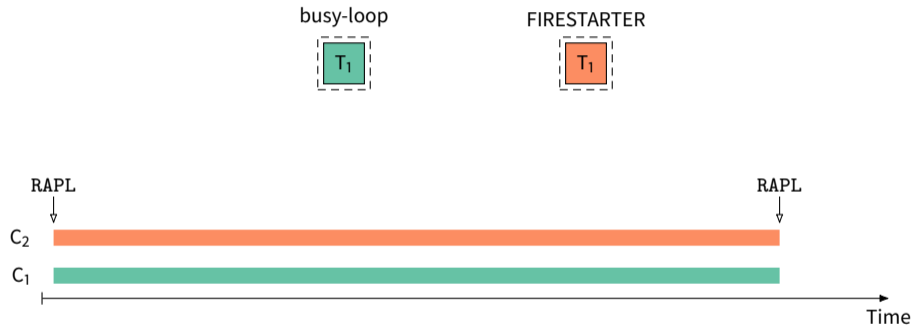 busy-loop
FIRESTARTER
T₁
T₁
RAPL
RAPL
C₂
C₁
Time